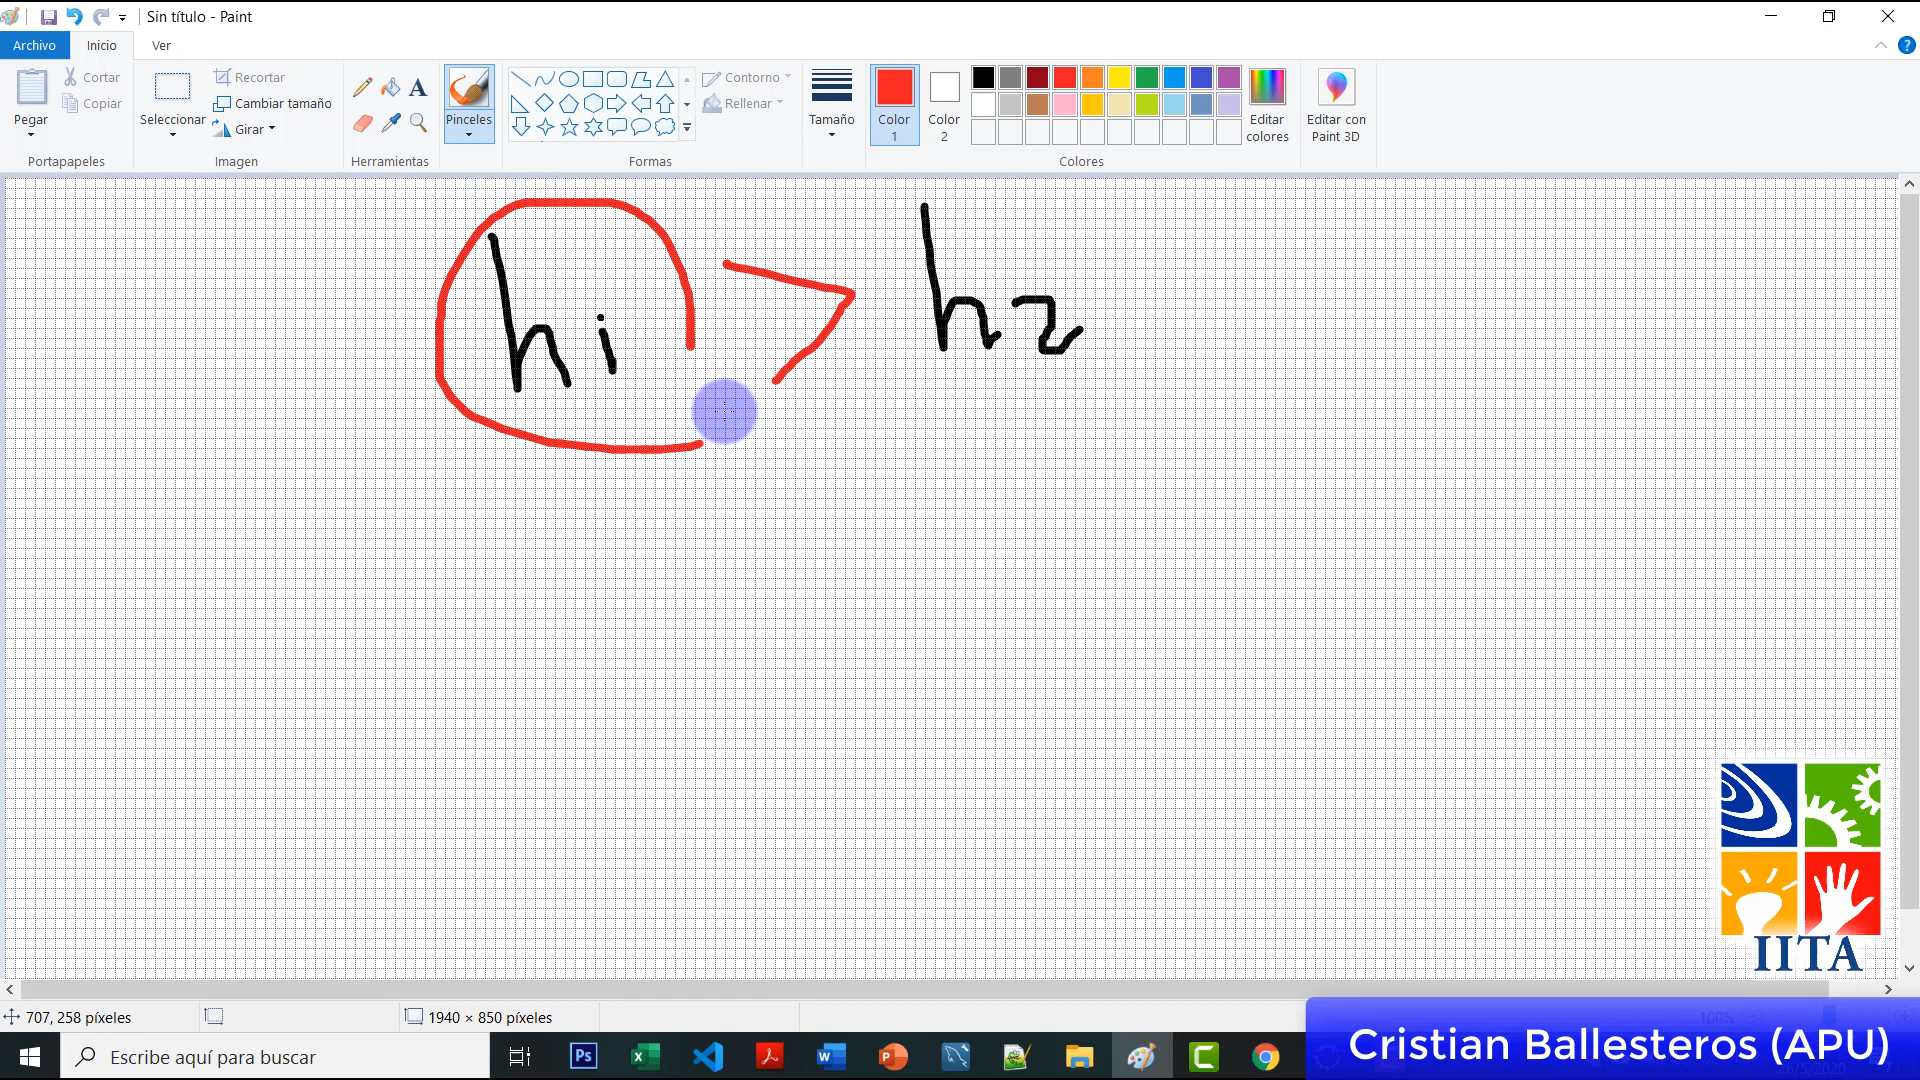 Sin título - Paint
Archivo Inicio Ver
Pegar
Cortar
Copiar
Portapapeles
Seleccionar
Recortar
Cambiar tamaño
Girar
Imagen
A
Herramientas
Pinceles
Contorno
Rellenar
Formas
Tamaño
Color 1
Color 2
Editar colores
Editar con Paint 3D
Colores
hi > h2
IITA
707, 258 píxeles
1940 × 850 píxeles
100%
Escribe aquí para buscar
Ps
Cristian Ballesteros (APU)